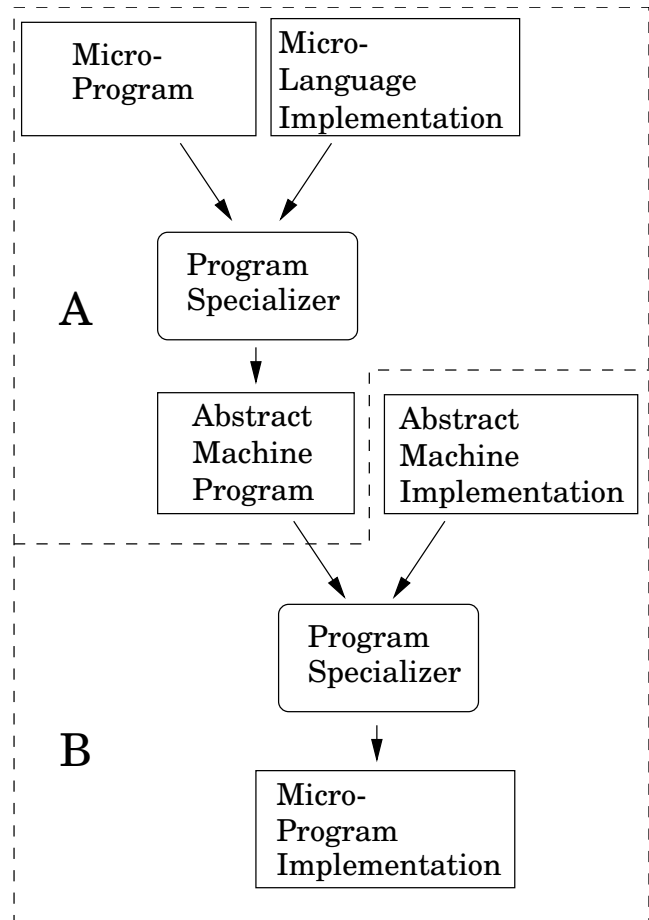 Micro-
Program
Micro-
Language
Implementation
Program
Specializer
A
Abstract
Machine
Program
Abstract
Machine
Implementation
Program
Specializer
B
Micro-
Program
Implementation